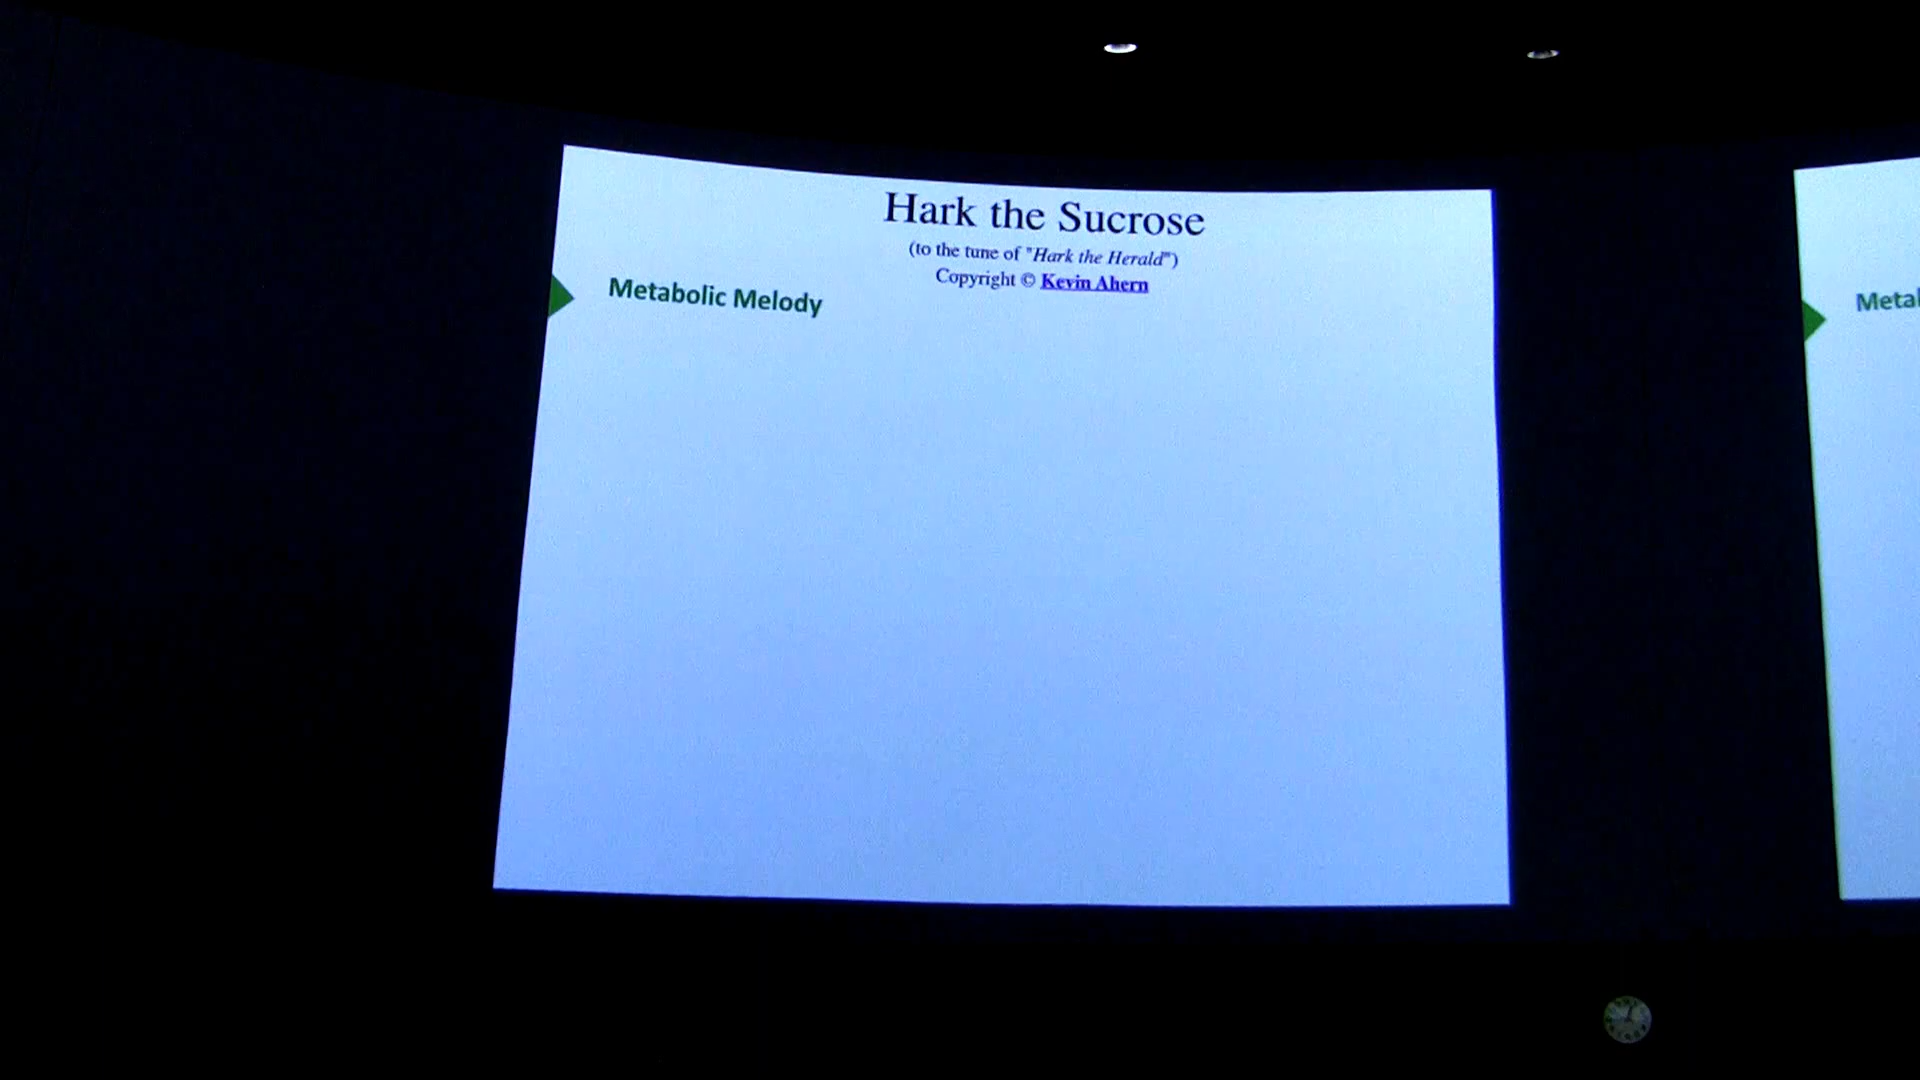 Hark the Sucrose
(to the tune of "Hark the Herald")
Copyright © Kevin Ahern
Metabolic Melody
Metal